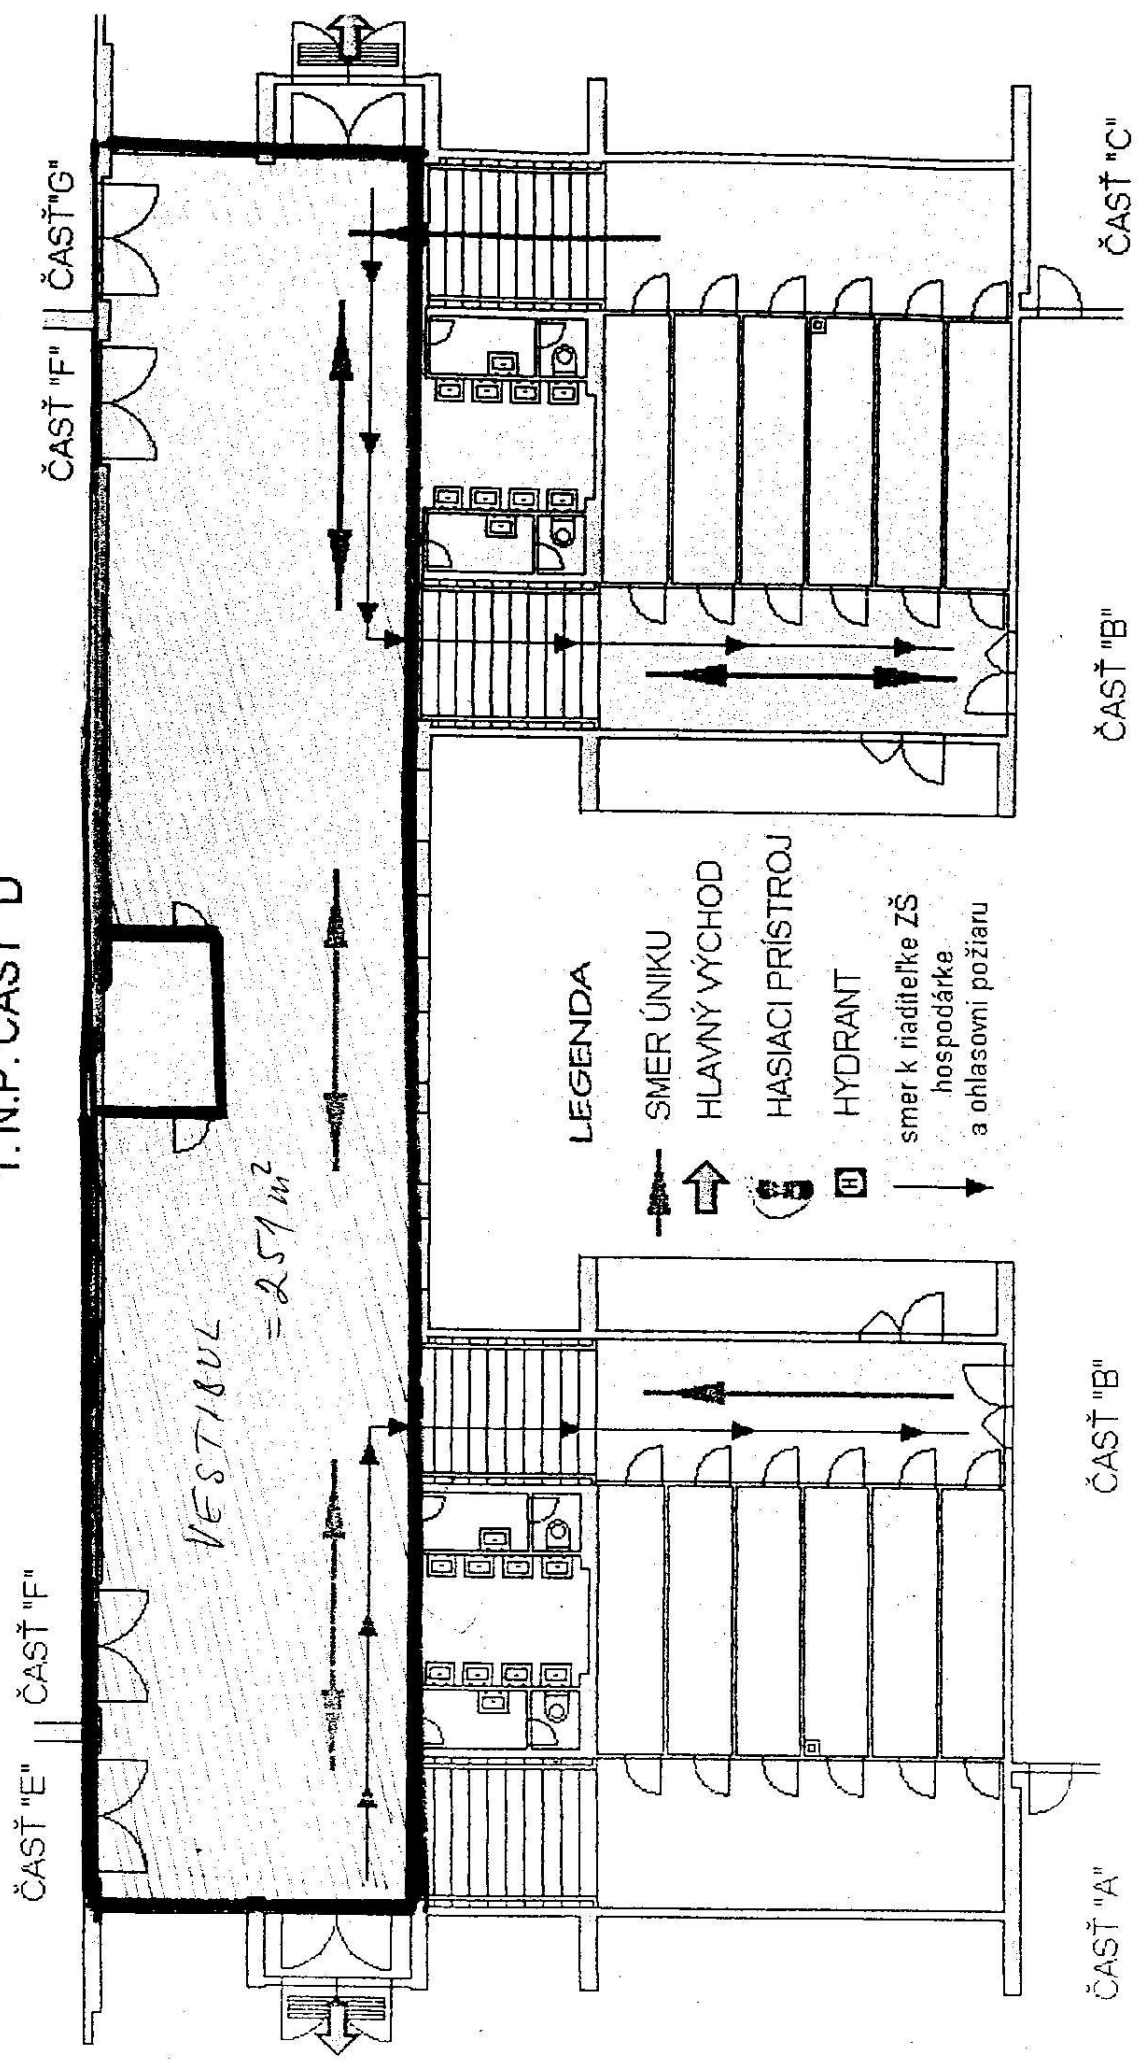 I.N.P. ČASŤ "D"
ČASŤ "E"
ČASŤ "F"
ČASŤ "F"
ČASŤ "G"
VESTIBUL
= 251 m²
LEGENDA
SMER ÚNIKU
HLAVNÝ VÝCHOD
HASIACI PRÍSTROJ
H
HYDRANT
smer k riaditeľke ZŠ
hospodárke
a ohlasovni požiaru
ČASŤ "A"
ČASŤ "B"
ČASŤ "B"
ČASŤ "C"